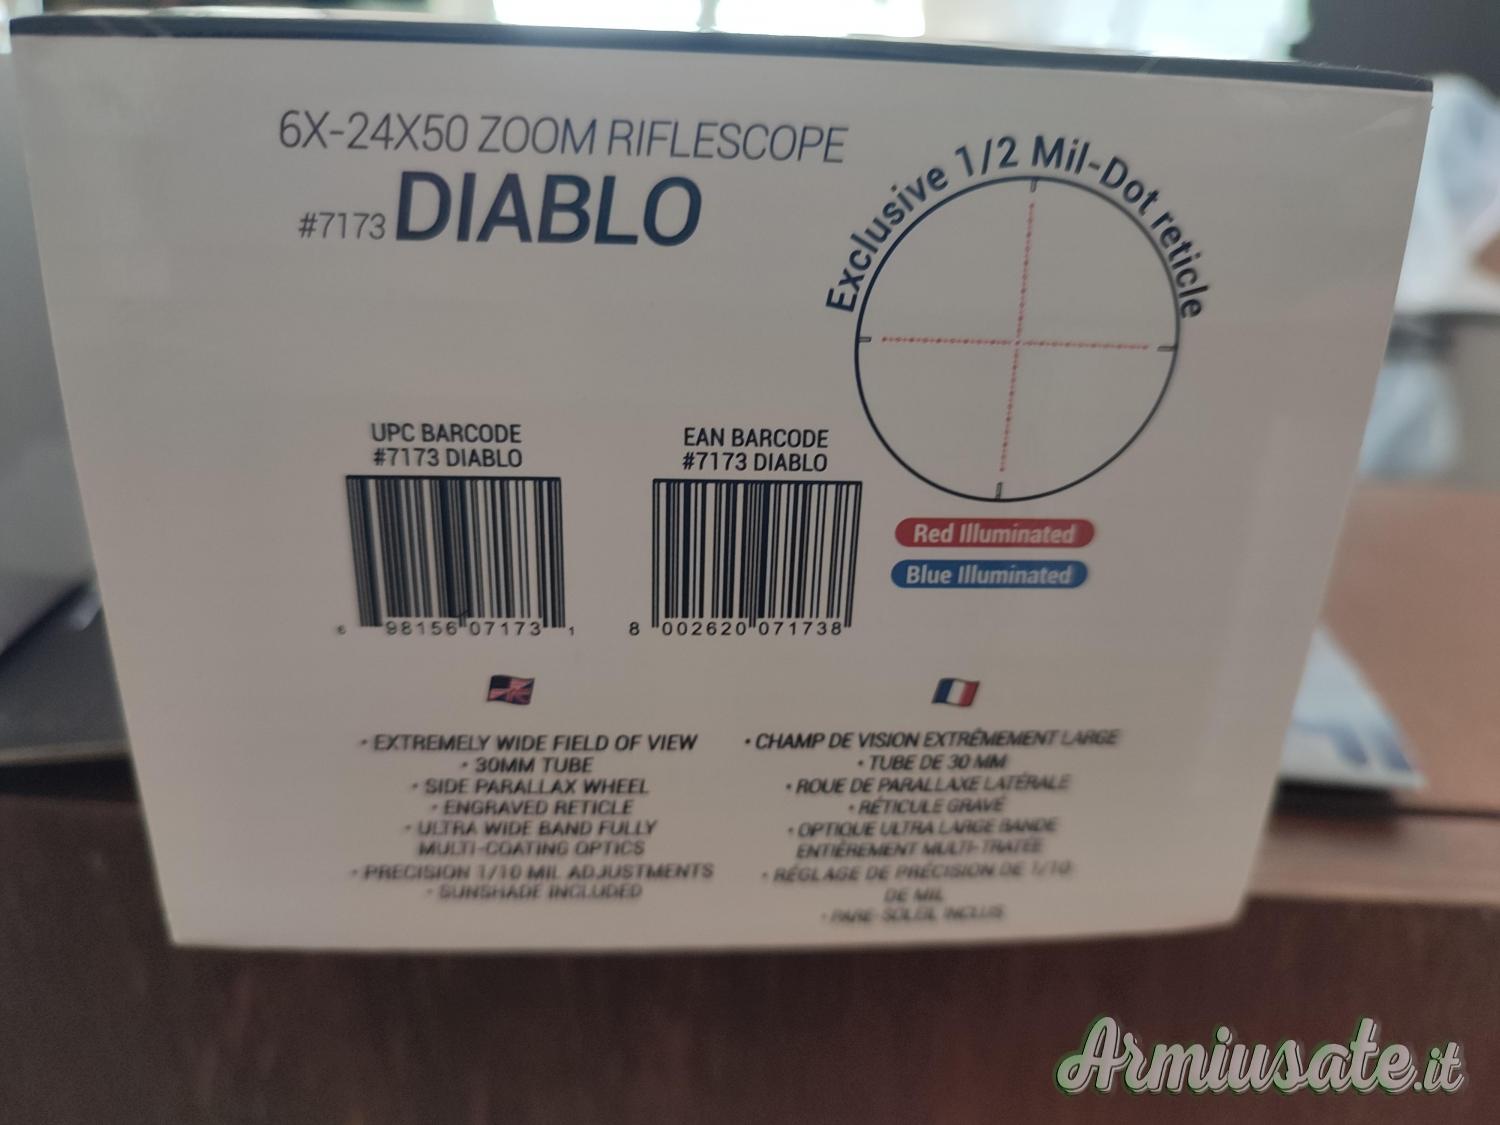 6X-24X50 ZOOM RIFLESCOPE
#7173 DIABLO
Exclusive 1/2 Mil-Dot reticle
UPC BARCODE
#7173 DIABLO
6 98156 07173 1
EAN BARCODE
#7173 DIABLO
8 002620 071738
Red Illuminated
Blue Illuminated
• EXTREMELY WIDE FIELD OF VIEW
• 30MM TUBE
• SIDE PARALLAX WHEEL
• ENGRAVED RETICLE
• ULTRA WIDE BAND FULLY
MULTI-COATING OPTICS
• PRECISION 1/10 MIL ADJUSTMENTS
• SUNSHADE INCLUDED
• CHAMP DE VISION EXTRÊMEMENT LARGE
• TUBE DE 30 MM
• ROUE DE PARALLAXE LATÉRALE
• RÉTICULE GRAVÉ
• OPTIQUE ULTRA LARGE BANDE
ENTIÈREMENT MULTI-TRAITÉE
• RÉGLAGE DE PRÉCISION DE 1/10
DE MIL
• PARE-SOLEIL INCLUS
Armiusate.it